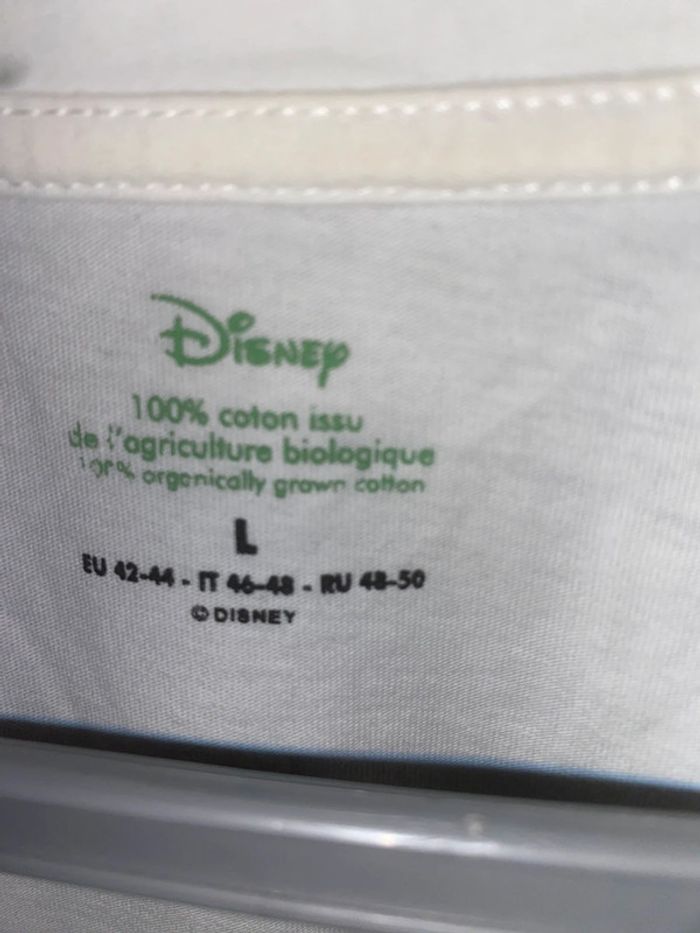 Disney
100% coton issu
de l'agriculture biologique
100% organically grown cotton
L
EU 42-44 - IT 46-48 - RU 48-50
© DISNEY